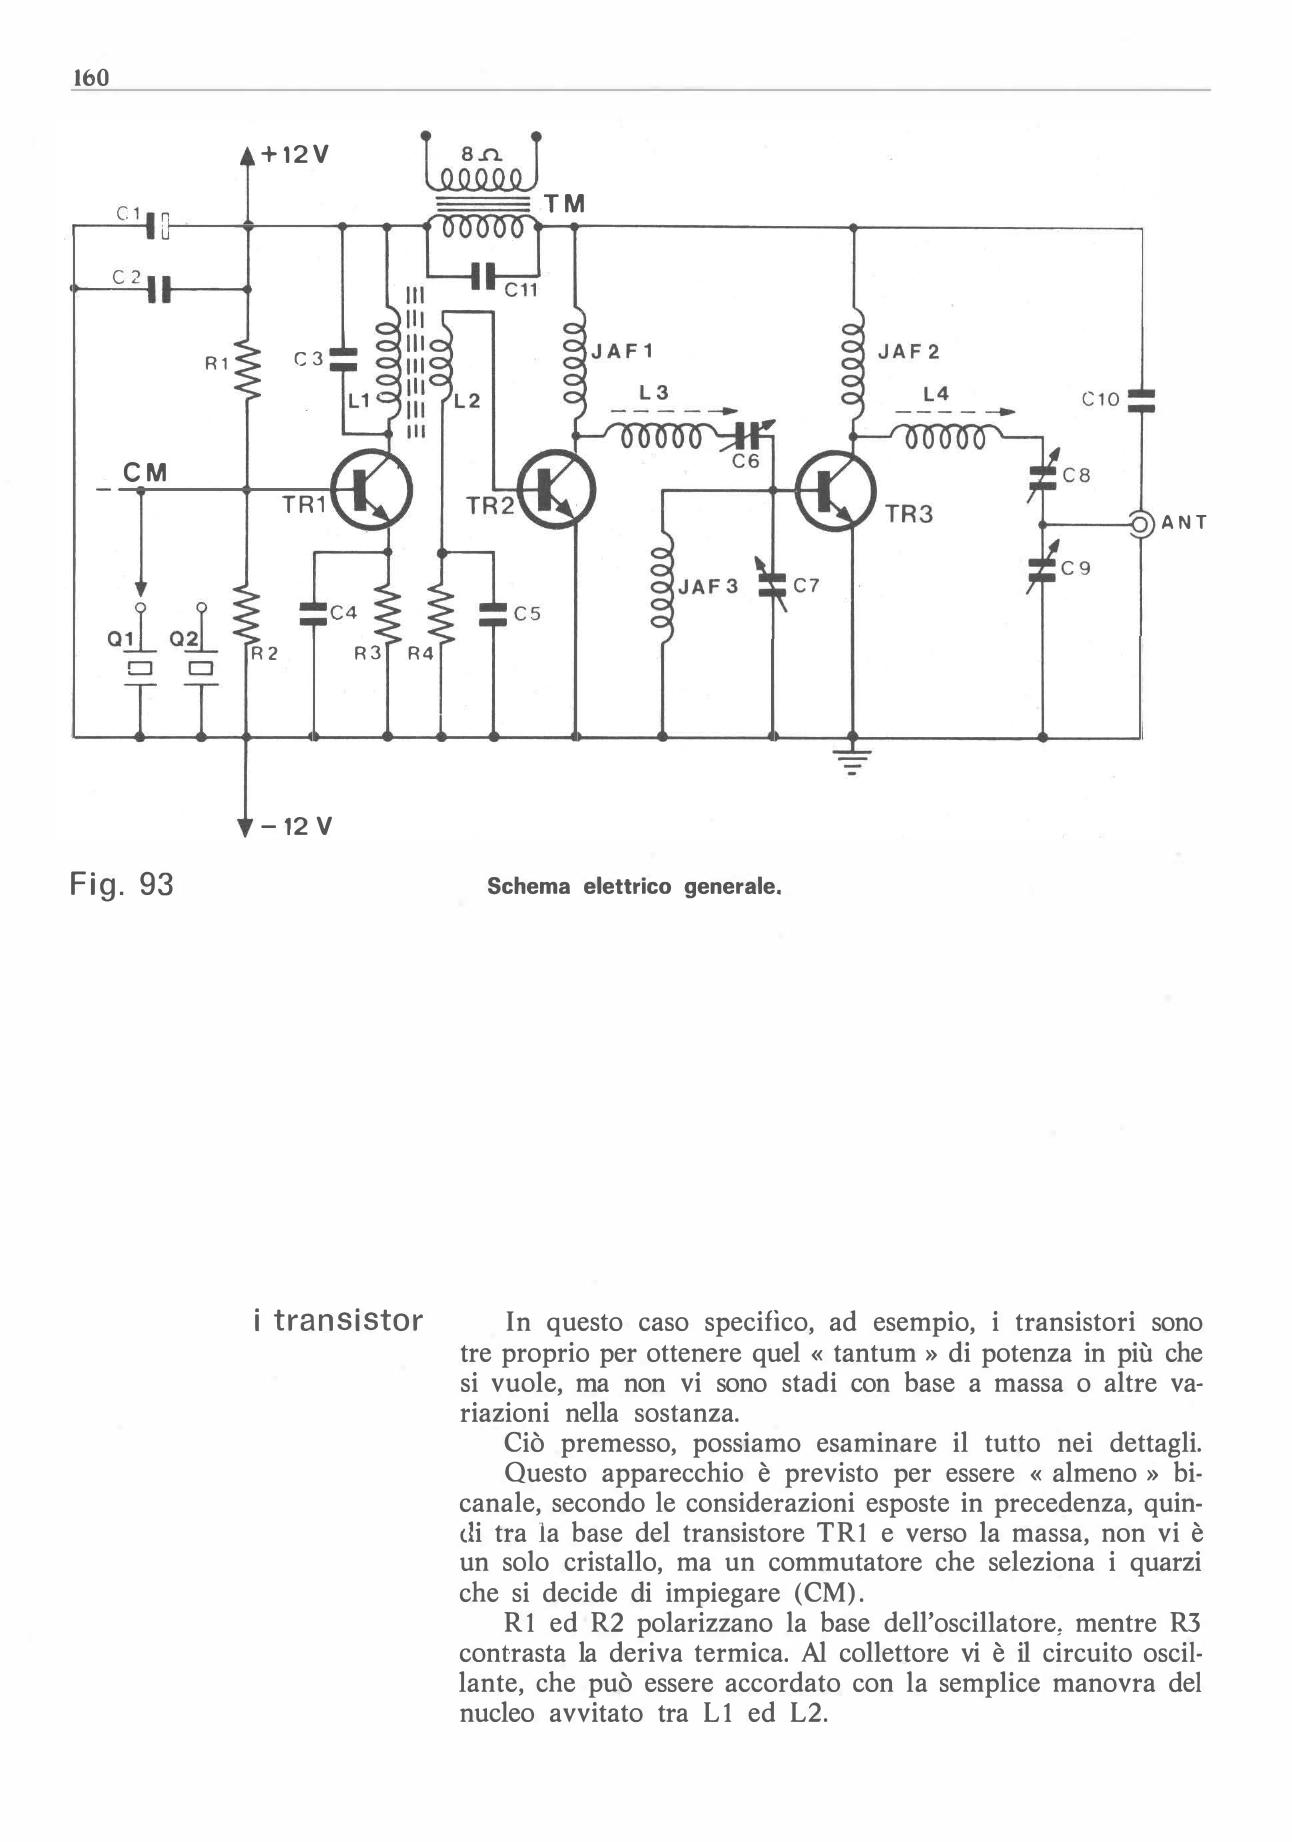 160
+12V
8Ω
TM
C1
C2
C11
R1
C3
L1
L2
JAF1
JAF2
L3
L4
C10
C6
CM
TR1
TR2
TR3
C8
ANT
C9
JAF3
C7
C4
C5
Q1
Q2
R2
R3
R4
-12 V
Fig. 93
Schema elettrico generale.
i transistor
In questo caso specifico, ad esempio, i transistori sono
tre proprio per ottenere quel « tantum » di potenza in più che
si vuole, ma non vi sono stadi con base a massa o altre va-
riazioni nella sostanza.
Ciò premesso, possiamo esaminare il tutto nei dettagli.
Questo apparecchio è previsto per essere « almeno » bi-
canale, secondo le considerazioni esposte in precedenza, quin-
di tra la base del transistore TR1 e verso la massa, non vi è
un solo cristallo, ma un commutatore che seleziona i quarzi
che si decide di impiegare (CM).
R1 ed R2 polarizzano la base dell'oscillatore, mentre R3
contrasta la deriva termica. Al collettore vi è il circuito oscil-
lante, che può essere accordato con la semplice manovra del
nucleo avvitato tra L1 ed L2.